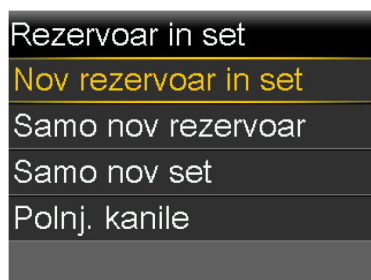 Rezervoar in set
Nov rezervoar in set
Samo nov rezervoar
Samo nov set
Polnj. kanile